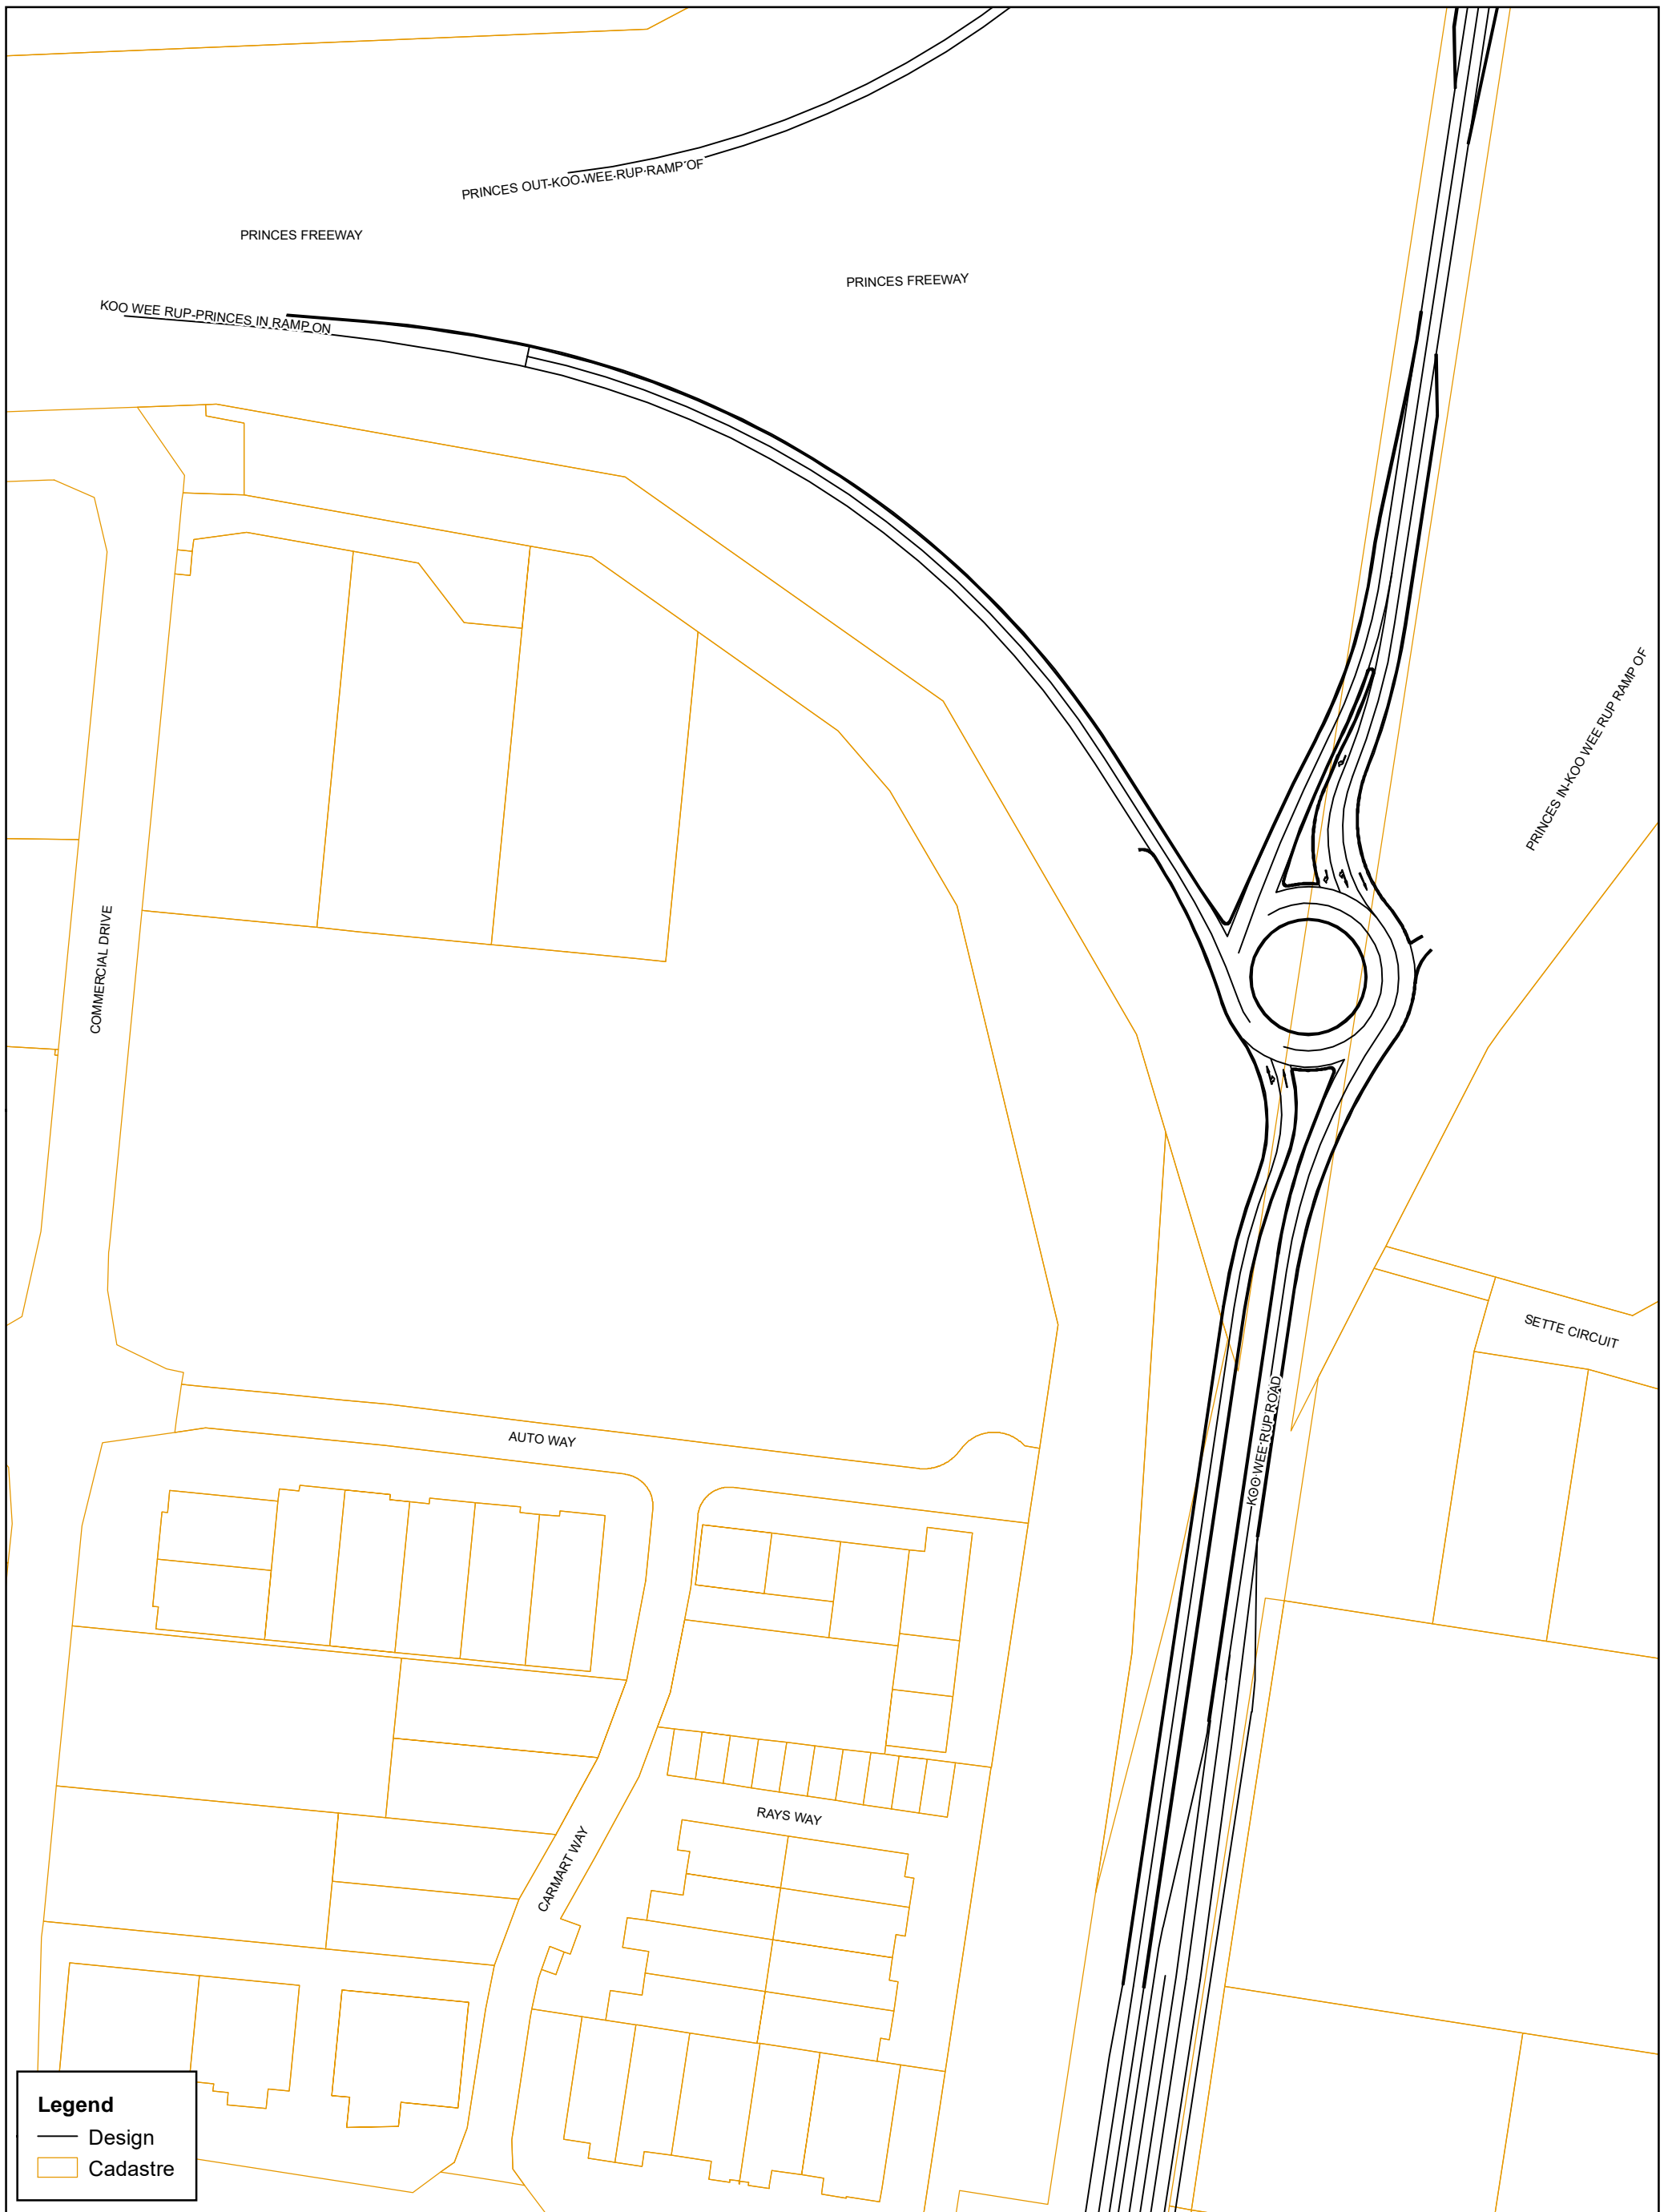 PRINCES OUT-KOO-WEE-RUP RAMP OF
PRINCES FREEWAY
PRINCES FREEWAY
KOO WEE RUP-PRINCES IN RAMP ON
PRINCES IN-KOO WEE RUP RAMP OF
COMMERCIAL DRIVE
SETTE CIRCUIT
KOO WEE RUP ROAD
AUTO WAY
RAYS WAY
CARMART WAY
Legend
Design
Cadastre